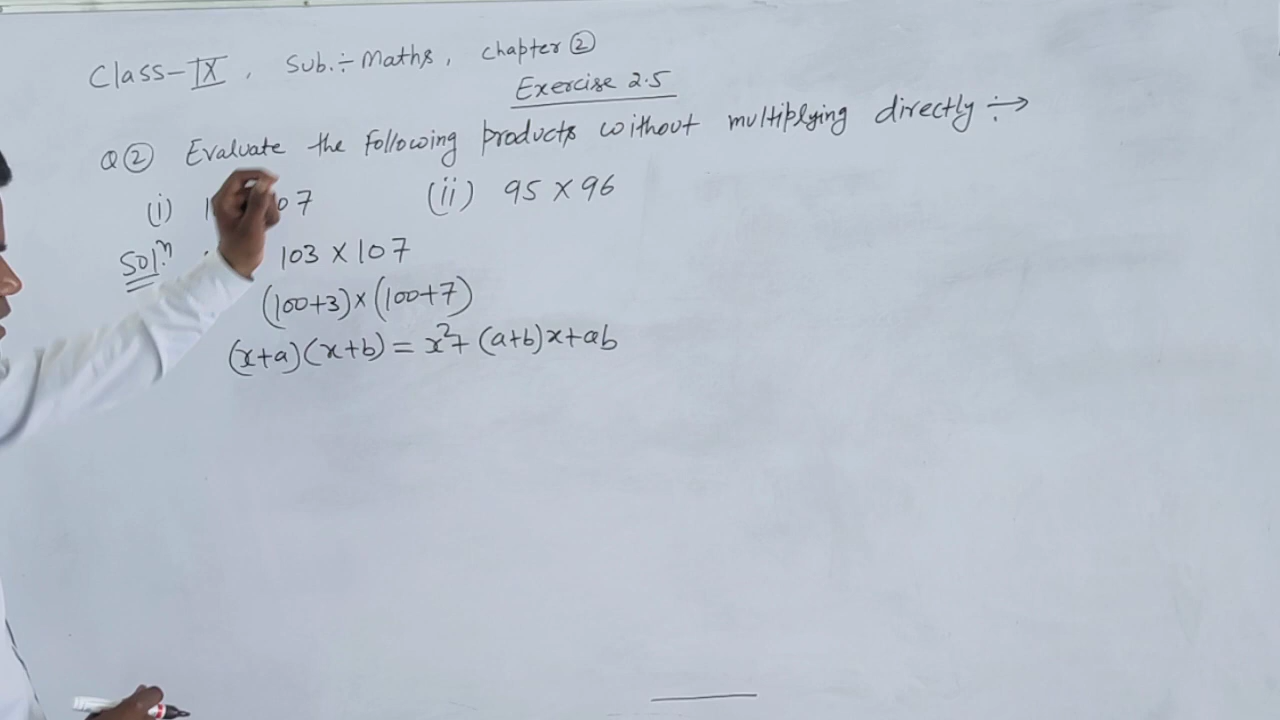 Class-IX, Sub.÷Maths, Chapter ②
Exercise 2.5
Q② Evaluate the following products without multiplying directly ÷→
(i) 07 (ii) 95 × 96
Solⁿ. 103 × 107
(100+3)×(100+7)
(x+a)(x+b) = x²+ (a+b)x+ab